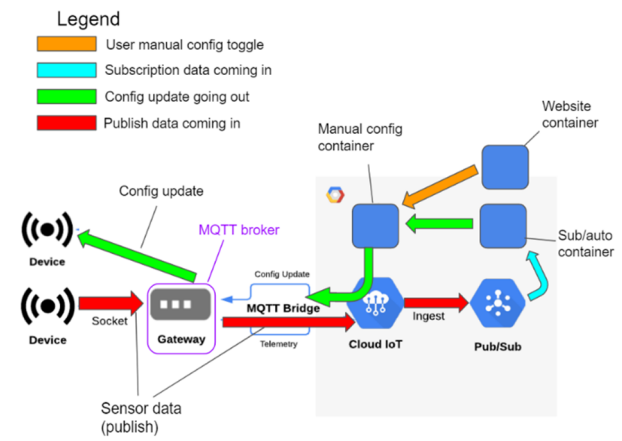 Legend
User manual config toggle
Subscription data coming in
Config update going out
Publish data coming in
Website
container
Manual config
container
Config update
MQTT broker
Sub/auto
container
Device
Config Update
MQTT Bridge
Socket
Gateway
Telemetry
Ingest
Device
Cloud IoT
Pub/Sub
Sensor data
(publish)